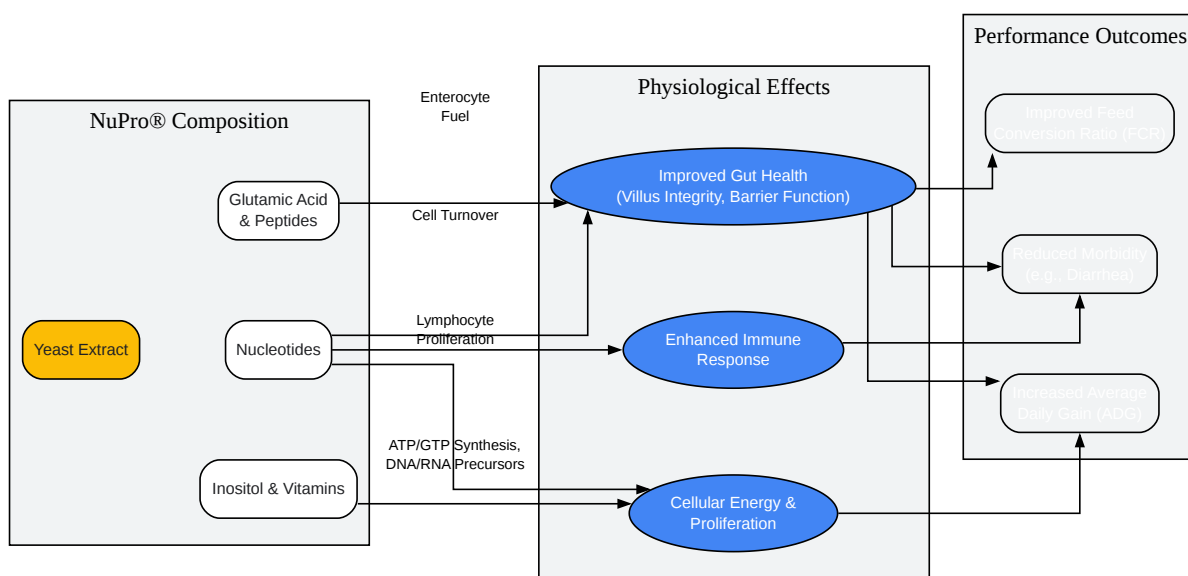 NuPro® Composition
Yeast Extract
Glutamic Acid
& Peptides
Nucleotides
Inositol & Vitamins
Enterocyte
Fuel
Cell Turnover
Lymphocyte
Proliferation
ATP/GTP Synthesis,
DNA/RNA Precursors
Physiological Effects
Improved Gut Health
(Villus Integrity, Barrier Function)
Enhanced Immune
Response
Cellular Energy &
Proliferation
Performance Outcomes
Improved Feed
Conversion Ratio (FCR)
Reduced Morbidity
(e.g., Diarrhea)
Increased Average
Daily Gain (ADG)